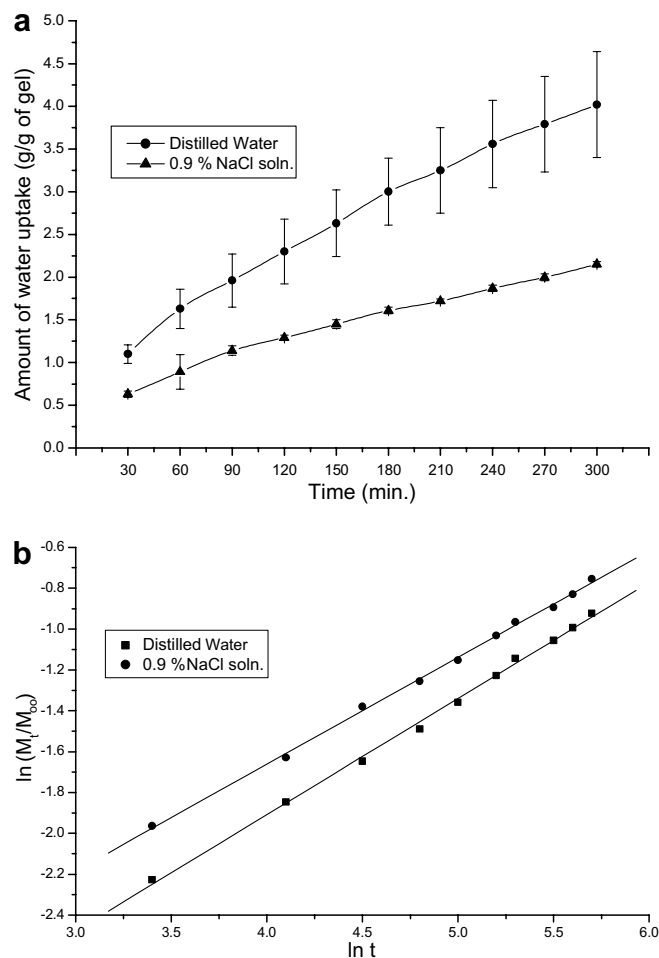 a
5.0
4.5
4.0
3.5
3.0
2.5
2.0
1.5
1.0
0.5
0.0
Amount of water uptake (g/g of gel)
Distilled Water
0.9 % NaCl soln.
30 60 90 120 150 180 210 240 270 300
Time (min.)
b
-0.6
-0.8
-1.0
-1.2
-1.4
-1.6
-1.8
-2.0
-2.2
-2.4
ln (Mt/Moo)
Distilled Water
0.9 %NaCl soln.
3.0 3.5 4.0 4.5 5.0 5.5 6.0
ln t